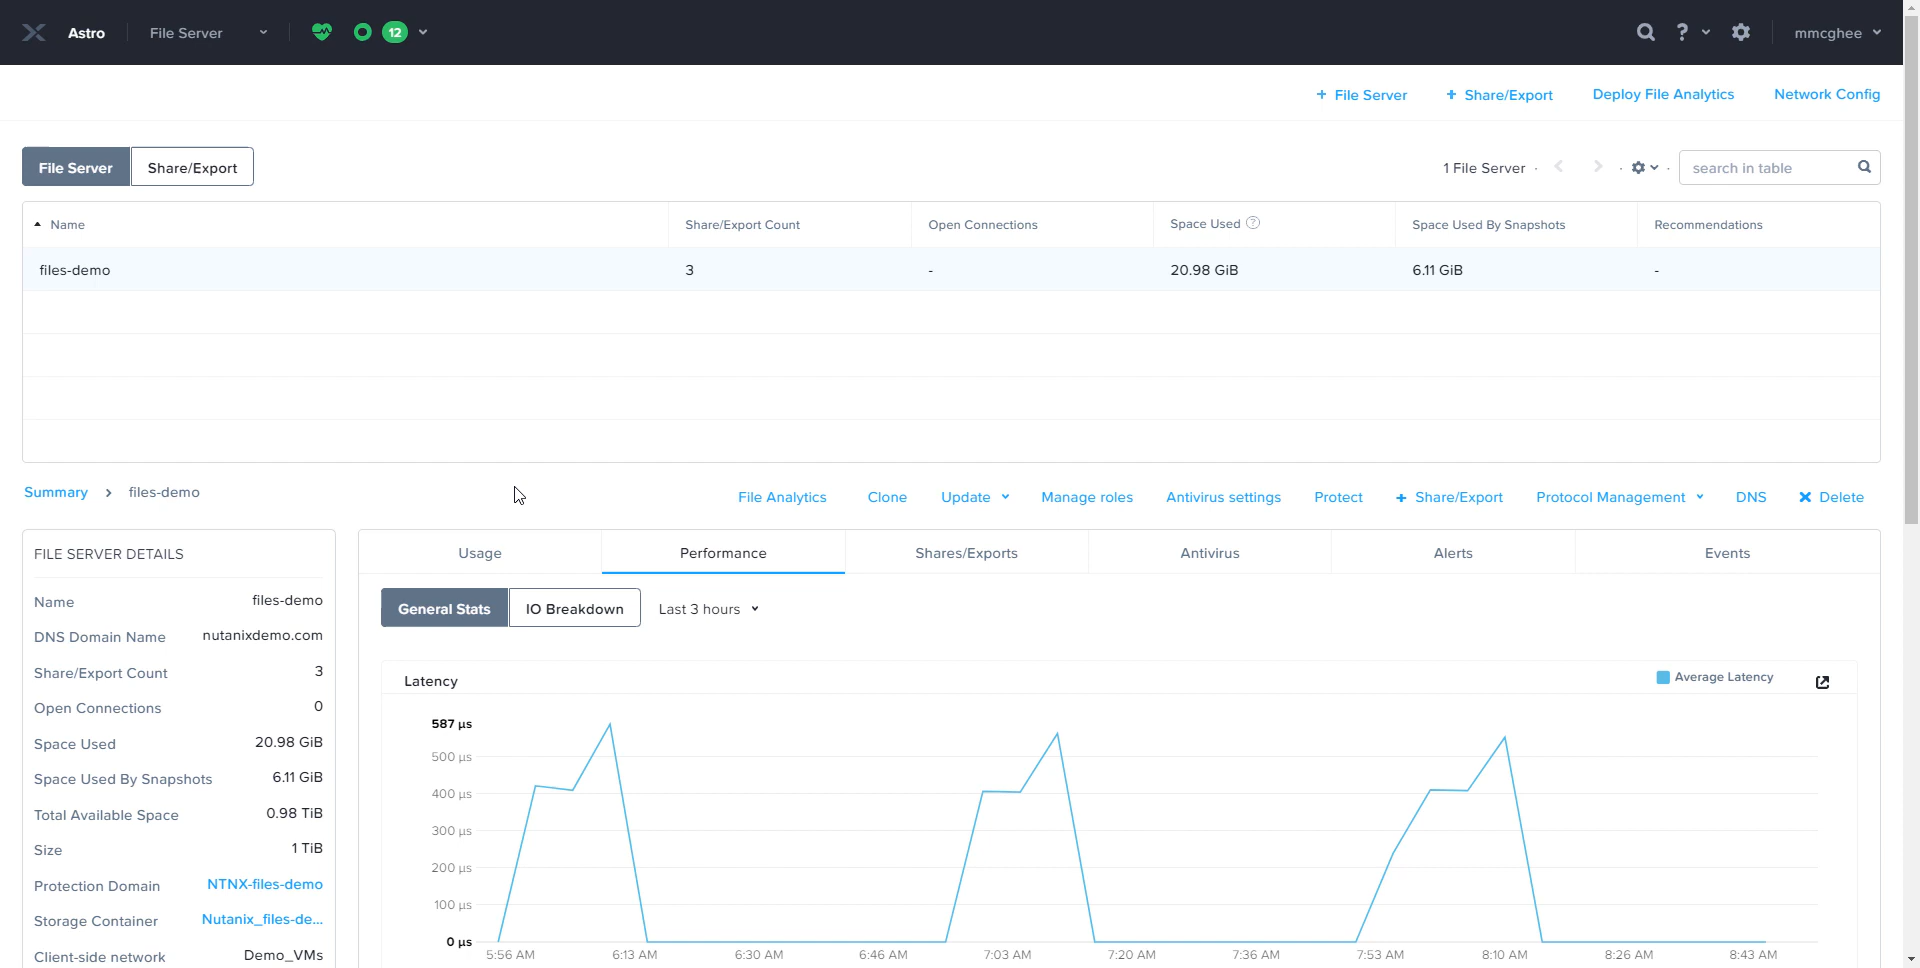 Astro File Server 12 ? mmcghee
+ File Server + Share/Export Deploy File Analytics Network Config
File Server Share/Export 1 File Server · < > · · search in table
Name Share/Export Count Open Connections Space Used ? Space Used By Snapshots Recommendations
files-demo 3 - 20.98 GiB 6.11 GiB -
Summary > files-demo File Analytics Clone Update Manage roles Antivirus settings Protect + Share/Export Protocol Management DNS × Delete
FILE SERVER DETAILS
Name files-demo
DNS Domain Name nutanixdemo.com
Share/Export Count 3
Open Connections 0
Space Used 20.98 GiB
Space Used By Snapshots 6.11 GiB
Total Available Space 0.98 TiB
Size 1 TiB
Protection Domain NTNX-files-demo
Storage Container Nutanix_files-de...
Client-side network Demo_VMs
Usage Performance Shares/Exports Antivirus Alerts Events
General Stats IO Breakdown Last 3 hours
Latency Average Latency
587 µs
500 µs
400 µs
300 µs
200 µs
100 µs
0 µs
5:56 AM 6:13 AM 6:30 AM 6:46 AM 7:03 AM 7:20 AM 7:36 AM 7:53 AM 8:10 AM 8:26 AM 8:43 AM